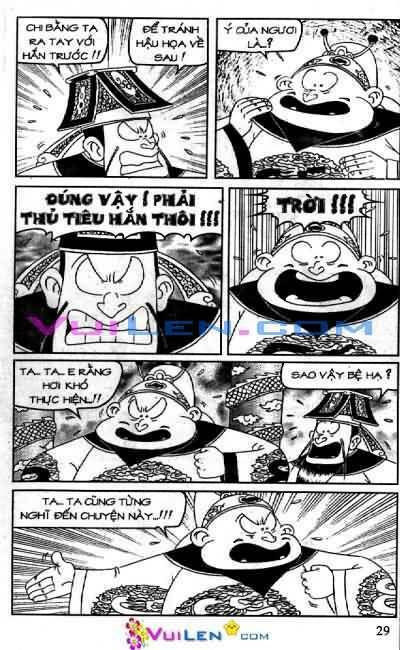 CHI BẰNG TA
RA TAY VỚI
HẮN TRƯỚC!!
ĐỂ TRÁNH
HẬU HỌA VỀ
SAU!
Ý CỦA NGƯƠI
LÀ..?
ĐÚNG VẬY! PHẢI
THỦ TIÊU HẮN THÔI!!!
TRỜI!!!
VUILEN.COM
TA... TA... E RẰNG
HƠI KHÓ
THỰC HIỆN..!!
SAO VẬY BỆ HẠ?
TA... TA CŨNG TỪNG
NGHĨ ĐẾN CHUYỆN NÀY...!!!
29
VUILEN.COM